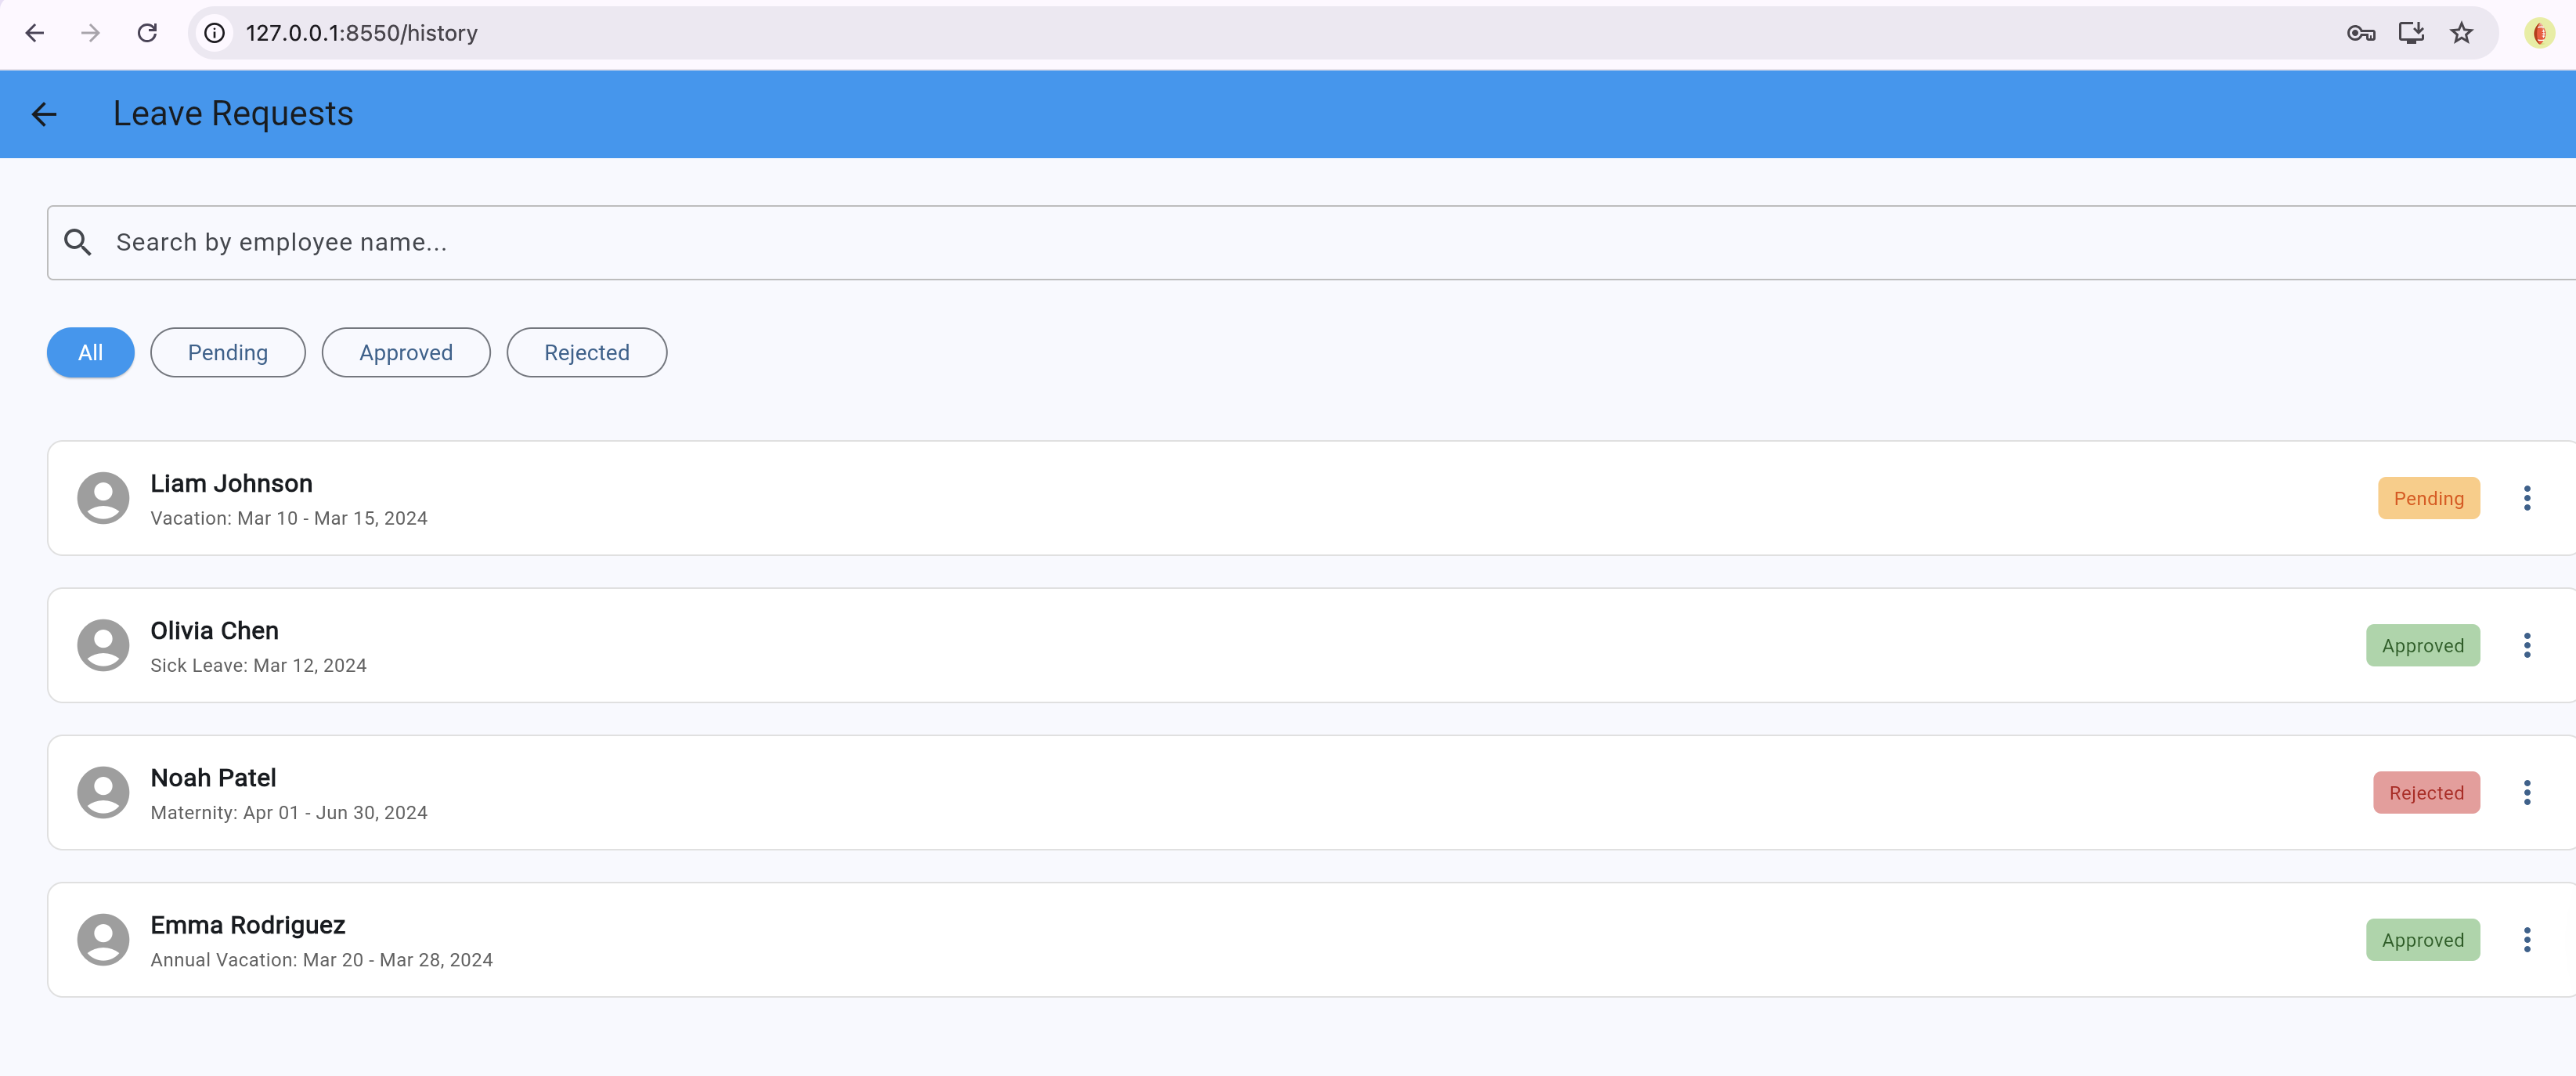 127.0.0.1:8550/history
Leave Requests
Search by employee name...
All Pending Approved Rejected
Liam Johnson
Vacation: Mar 10 - Mar 15, 2024
Pending
Olivia Chen
Sick Leave: Mar 12, 2024
Approved
Noah Patel
Maternity: Apr 01 - Jun 30, 2024
Rejected
Emma Rodriguez
Annual Vacation: Mar 20 - Mar 28, 2024
Approved